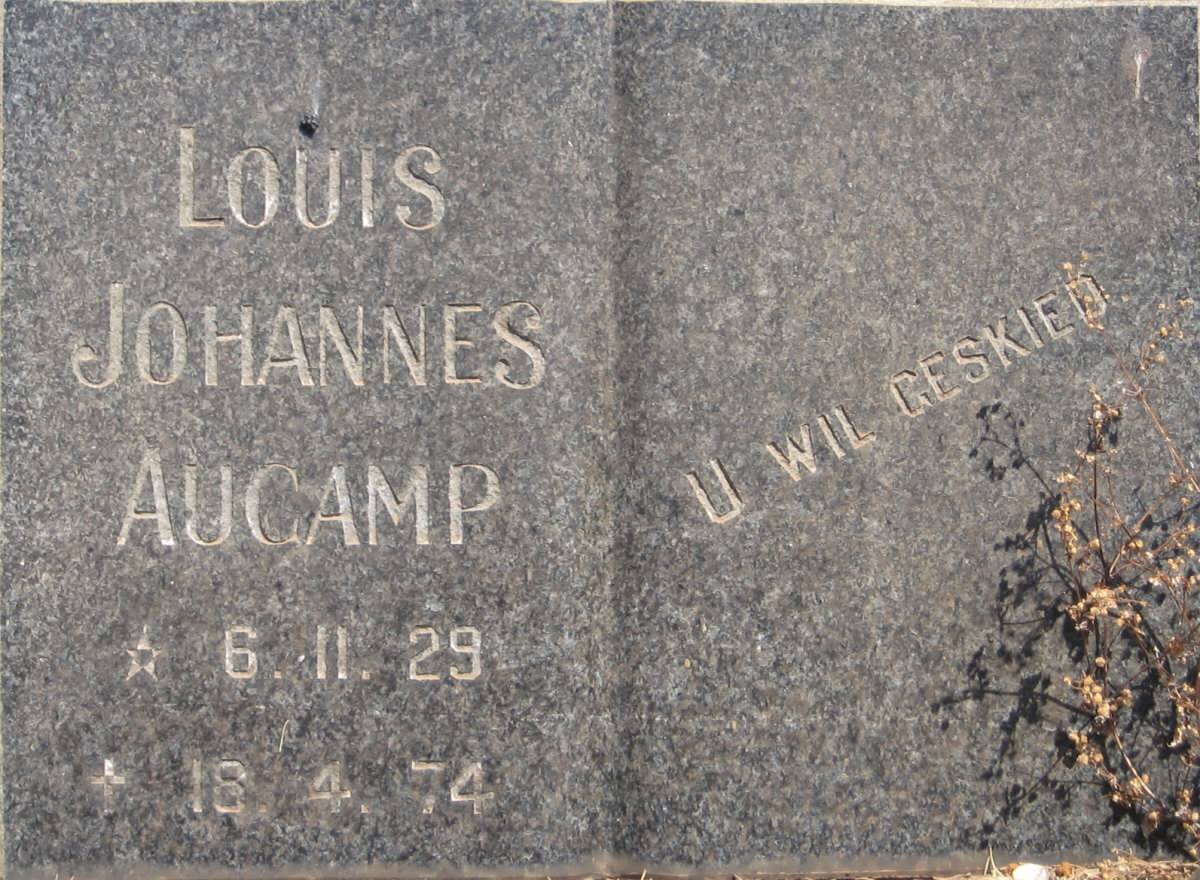 LOUIS
JOHANNES
AUCAMP
☆ 6. 11. 29
✝ 18. 4. 74
U WIL GESKIED